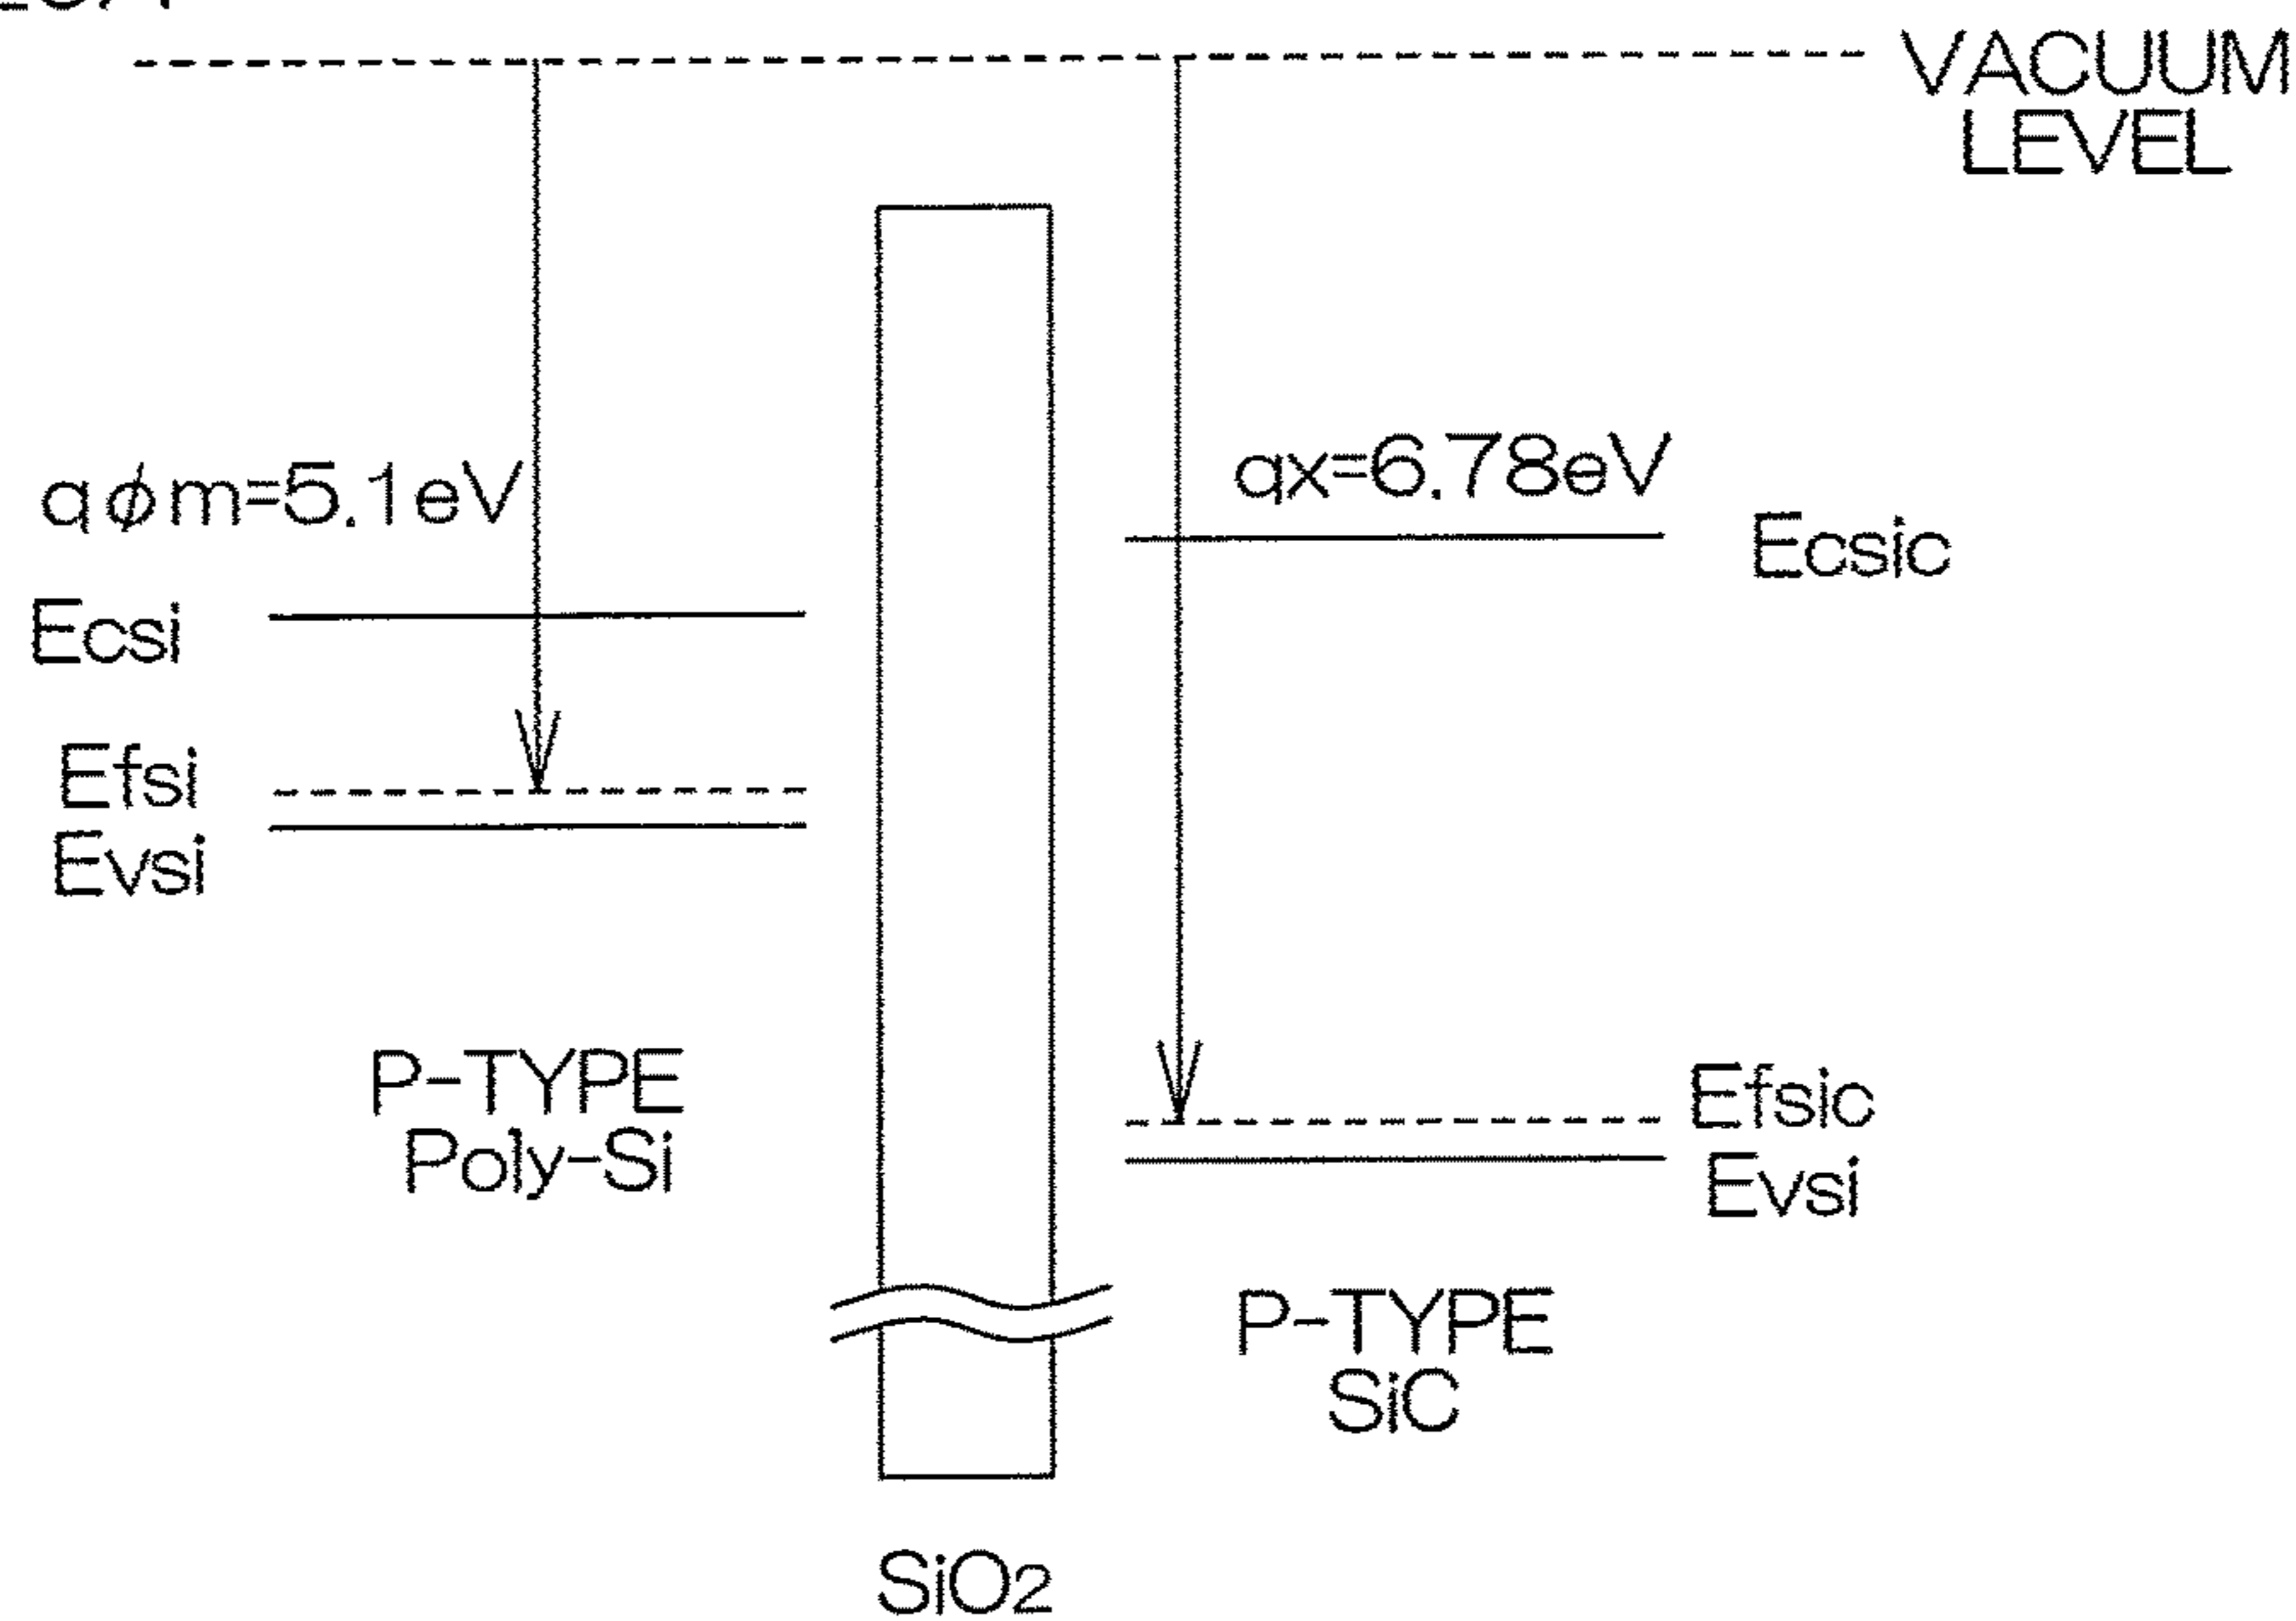 VACUUM
LEVEL
qϕm=5.1eV
qx=6.78eV
Ecsic
Ecsi
Efsi
Evsi
P-TYPE
Poly-Si
Efsic
Evsi
P-TYPE
SiC
SiO2